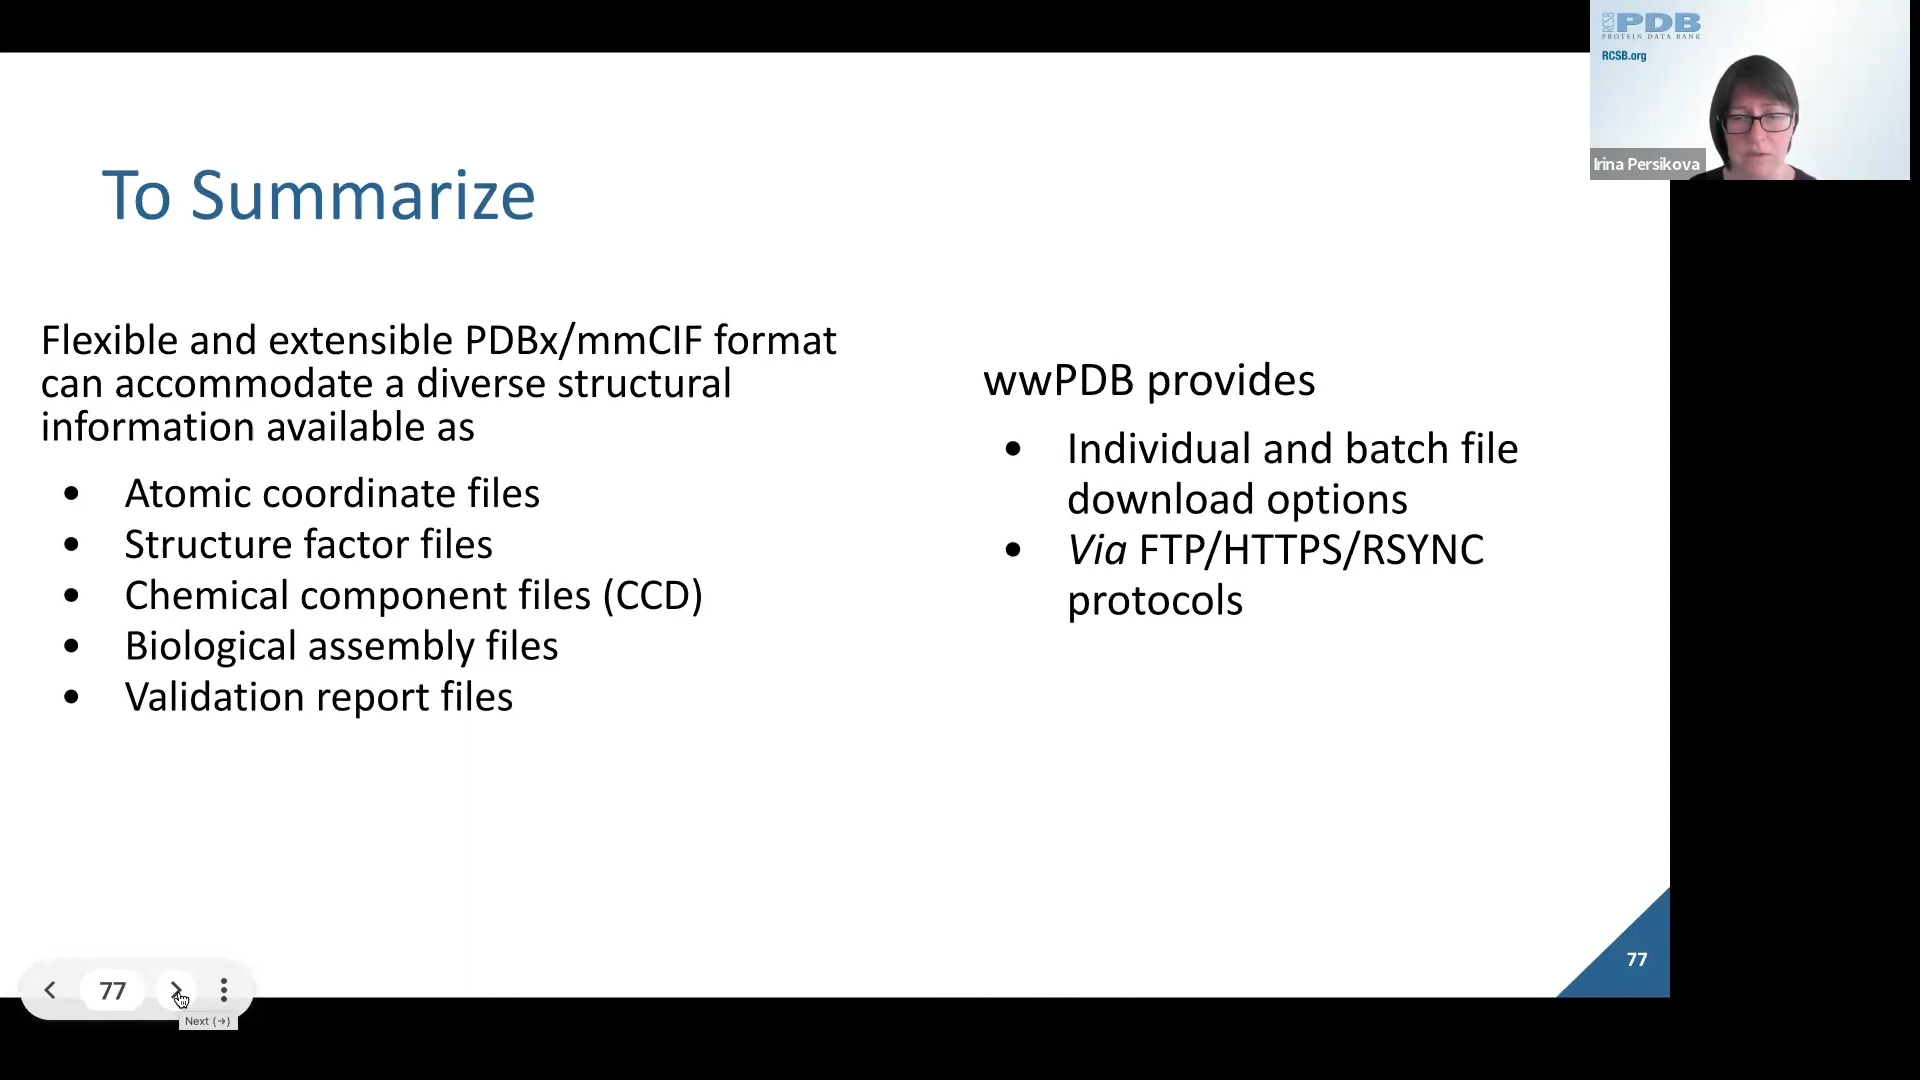 RCSB
PDB
PROTEIN DATA BANK
RCSB.org
Irina Persikova
To Summarize
Flexible and extensible PDBx/mmCIF format
can accommodate a diverse structural
information available as
• Atomic coordinate files
• Structure factor files
• Chemical component files (CCD)
• Biological assembly files
• Validation report files
wwPDB provides
• Individual and batch file
download options
• Via FTP/HTTPS/RSYNC
protocols
77
77
Next (→)